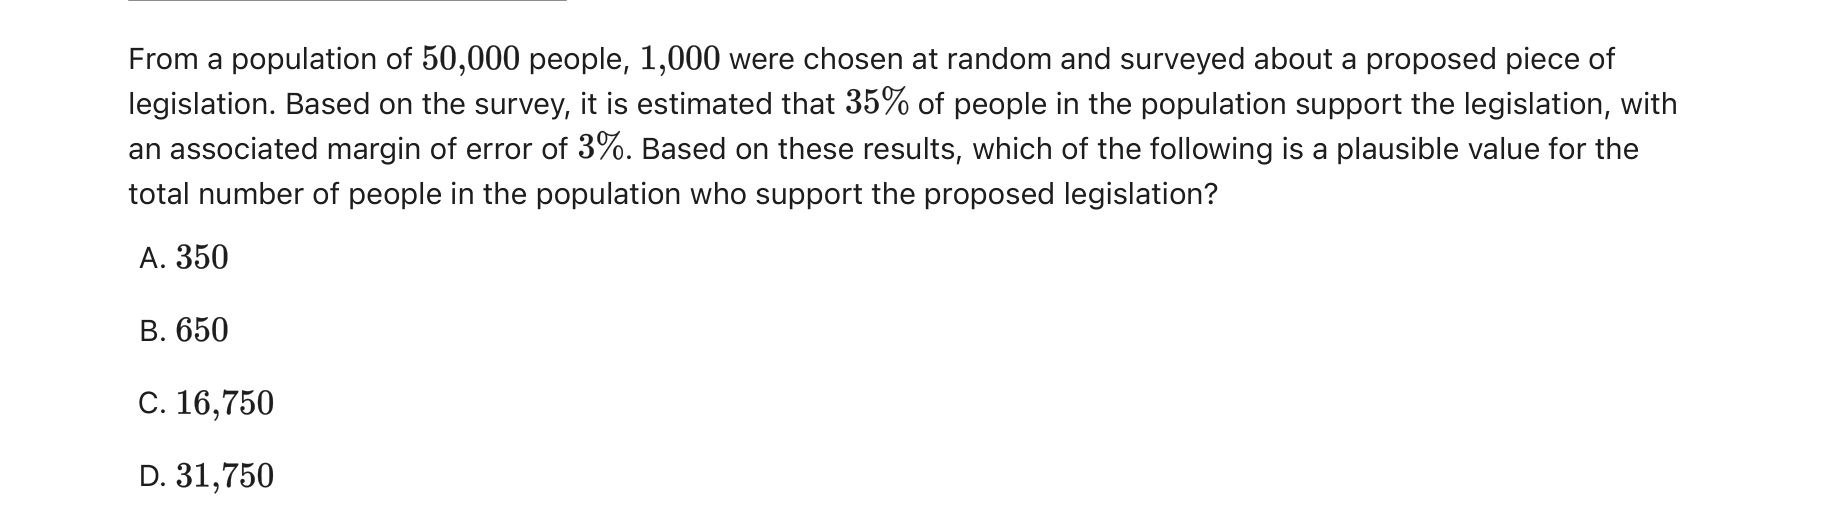 From a population of 50,000 people, 1,000 were chosen at random and surveyed about a proposed piece of
legislation. Based on the survey, it is estimated that 35% of people in the population support the legislation, with
an associated margin of error of 3%. Based on these results, which of the following is a plausible value for the
total number of people in the population who support the proposed legislation?
A. 350
B. 650
C. 16,750
D. 31,750